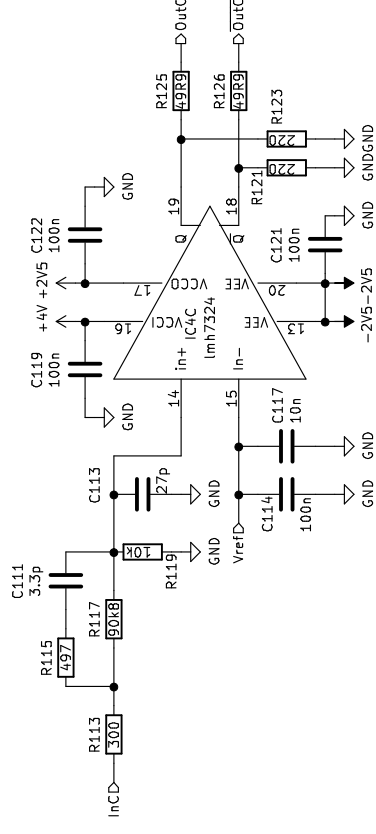 OutC
OutC
R125
49R9
R126
49R9
R123
220
GND
R121
220
GND
19
18
Q
Q
C122
100n
GND
+4V +2V5
17
VCCO
16
VCCI
IC4C
lmh7324
VEE
20
VEE
13
C121
100n
GND
-2V5
-2V5
C119
100n
GND
in+
In-
14
15
C117
10n
GND
C114
100n
GND
Vref
C113
27p
GND
C111
3.3p
10k
R119
GND
R117
90k8
R115
497
R113
300
InC